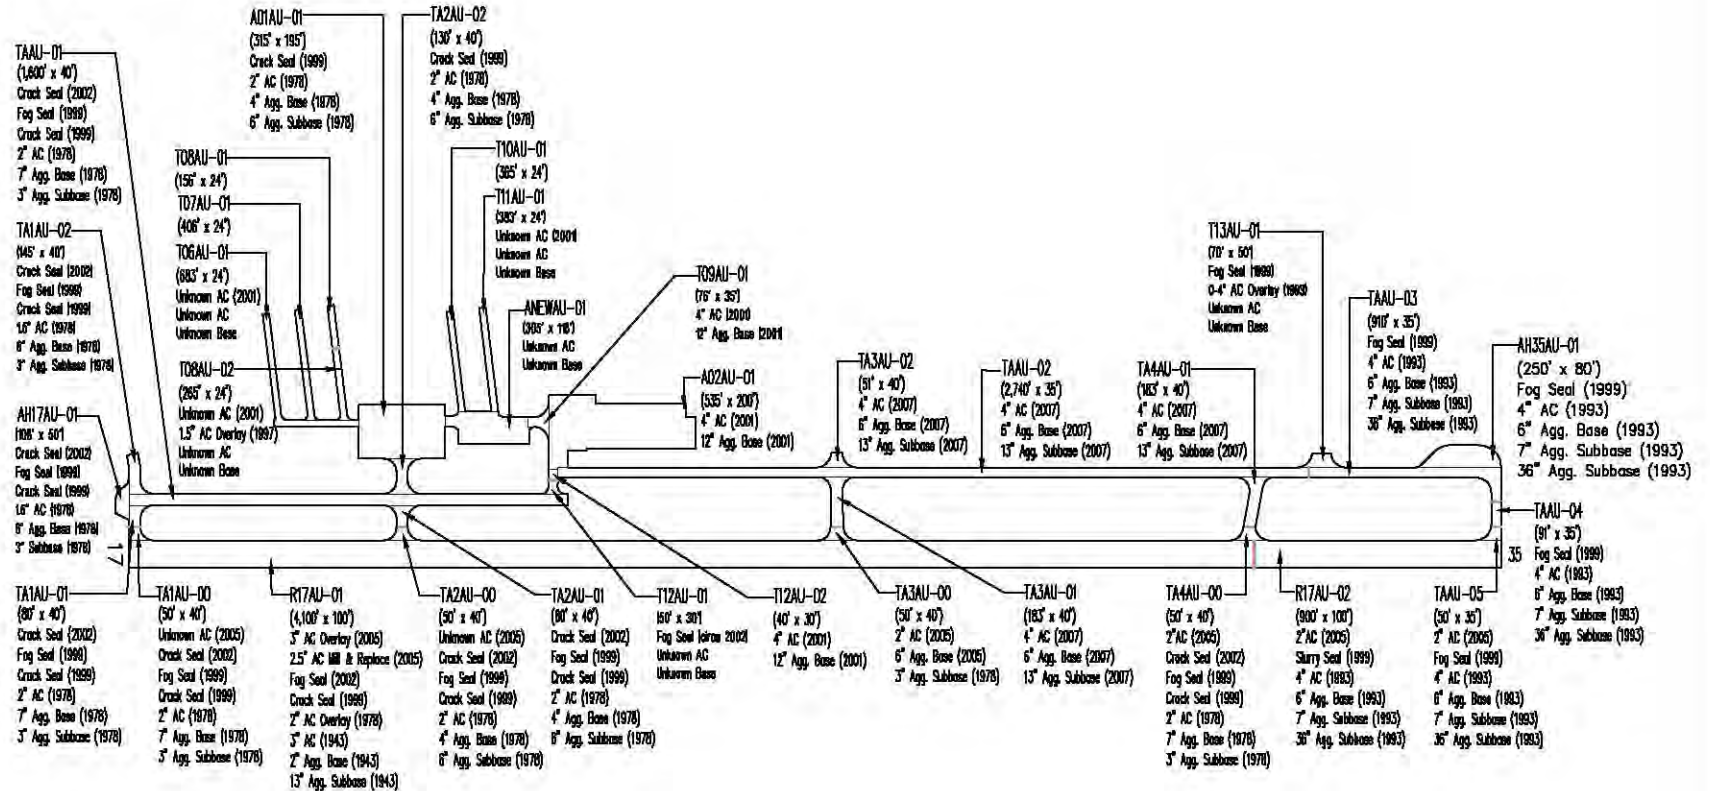 A01AU-01
(315' x 195')
Crack Seal (1999)
2" AC (1978)
4" Agg. Base (1978)
6" Agg. Subbase (1978)
TA2AU-02
(130' x 40')
Crack Seal (1999)
2" AC (1978)
4" Agg. Base (1978)
6" Agg. Subbase (1978)
TAAU-01
(1,600' x 40')
Crack Seal (2002)
Fog Seal (1999)
Crack Seal (1999)
2" AC (1978)
7" Agg. Base (1978)
3" Agg. Subbase (1978)
T08AU-01
(156' x 24')
T07AU-01
(406' x 24')
T06AU-01
(683' x 24')
Unknown AC (2001)
Unknown AC
Unknown Base
T10AU-01
(365' x 24')
T11AU-01
(383' x 24')
Unknown AC (2001)
Unknown AC
Unknown Base
TA1AU-02
(145' x 40')
Crack Seal (2002)
Fog Seal (1999)
Crack Seal (1999)
1.6" AC (1978)
6" Agg. Base (1978)
3" Agg. Subbase (1978)
T08AU-02
(265' x 24')
Unknown AC (2001)
1.5" AC Overlay (1997)
Unknown AC
Unknown Base
ANEWAU-01
(305' x 118')
Unknown AC
Unknown Base
T09AU-01
(76' x 35')
4" AC (2001)
12" Agg. Base (2001)
A02AU-01
(535' x 200')
4" AC (2001)
12" Agg. Base (2001)
TA3AU-02
(51' x 40')
4" AC (2007)
6" Agg. Base (2007)
13" Agg. Subbase (2007)
TAAU-02
(2,740' x 35')
4" AC (2007)
6" Agg. Base (2007)
13" Agg. Subbase (2007)
TA4AU-01
(183' x 40')
4" AC (2007)
6" Agg. Base (2007)
13" Agg. Subbase (2007)
T13AU-01
(70' x 50')
Fog Seal (1999)
0-4" AC Overlay (1993)
Unknown AC
Unknown Base
TAAU-03
(910' x 35')
Fog Seal (1999)
4" AC (1993)
6" Agg. Base (1993)
7" Agg. Subbase (1993)
36" Agg. Subbase (1993)
AH35AU-01
(250' x 80')
Fog Seal (1999)
4" AC (1993)
6" Agg. Base (1993)
7" Agg. Subbase (1993)
36" Agg. Subbase (1993)
AH17AU-01
(108' x 50')
Crack Seal (2002)
Fog Seal (1999)
Crack Seal (1999)
1.6" AC (1978)
6" Agg. Base (1978)
3" Subbase (1978)
17
35
TAAU-04
(91' x 35')
Fog Seal (1999)
4" AC (1993)
6" Agg. Base (1993)
7" Agg. Subbase (1993)
36" Agg. Subbase (1993)
TA1AU-01
(80' x 40')
Crack Seal (2002)
Fog Seal (1999)
Crack Seal (1999)
2" AC (1978)
7" Agg. Base (1978)
3" Agg. Subbase (1978)
TA1AU-00
(50' x 40')
Unknown AC (2005)
Crack Seal (2002)
Fog Seal (1999)
Crack Seal (1999)
2" AC (1978)
7" Agg. Base (1978)
3" Agg. Subbase (1978)
R17AU-01
(4,100' x 100')
3" AC Overlay (2005)
2.5" AC Mill & Replace (2005)
Fog Seal (2002)
Crack Seal (1999)
2" AC Overlay (1978)
3" AC (1943)
2" Agg. Base (1943)
13" Agg. Subbase (1943)
TA2AU-00
(50' x 40')
Unknown AC (2005)
Crack Seal (2002)
Fog Seal (1999)
Crack Seal (1999)
2" AC (1978)
4" Agg. Base (1978)
6" Agg. Subbase (1978)
TA2AU-01
(80' x 40')
Crack Seal (2002)
Fog Seal (1999)
Crack Seal (1999)
2" AC (1978)
4" Agg. Base (1978)
6" Agg. Subbase (1978)
T12AU-01
(60' x 30')
Fog Seal (circa 2002)
Unknown AC
Unknown Base
T12AU-02
(40' x 30')
4" AC (2001)
12" Agg. Base (2001)
TA3AU-00
(50' x 40')
2" AC (2005)
6" Agg. Base (2005)
3" Agg. Subbase (1978)
TA3AU-01
(183' x 40')
4" AC (2007)
6" Agg. Base (2007)
13" Agg. Subbase (2007)
TA4AU-00
(50' x 40')
2" AC (2005)
Crack Seal (2002)
Fog Seal (1999)
Crack Seal (1999)
2" AC (1978)
7" Agg. Base (1978)
3" Agg. Subbase (1978)
R17AU-02
(900' x 100')
2" AC (2005)
Slurry Seal (1999)
4" AC (1993)
6" Agg. Base (1993)
7" Agg. Subbase (1993)
36" Agg. Subbase (1993)
TAAU-05
(50' x 35')
2" AC (2005)
Fog Seal (1999)
4" AC (1993)
6" Agg. Base (1993)
7" Agg. Subbase (1993)
36" Agg. Subbase (1993)